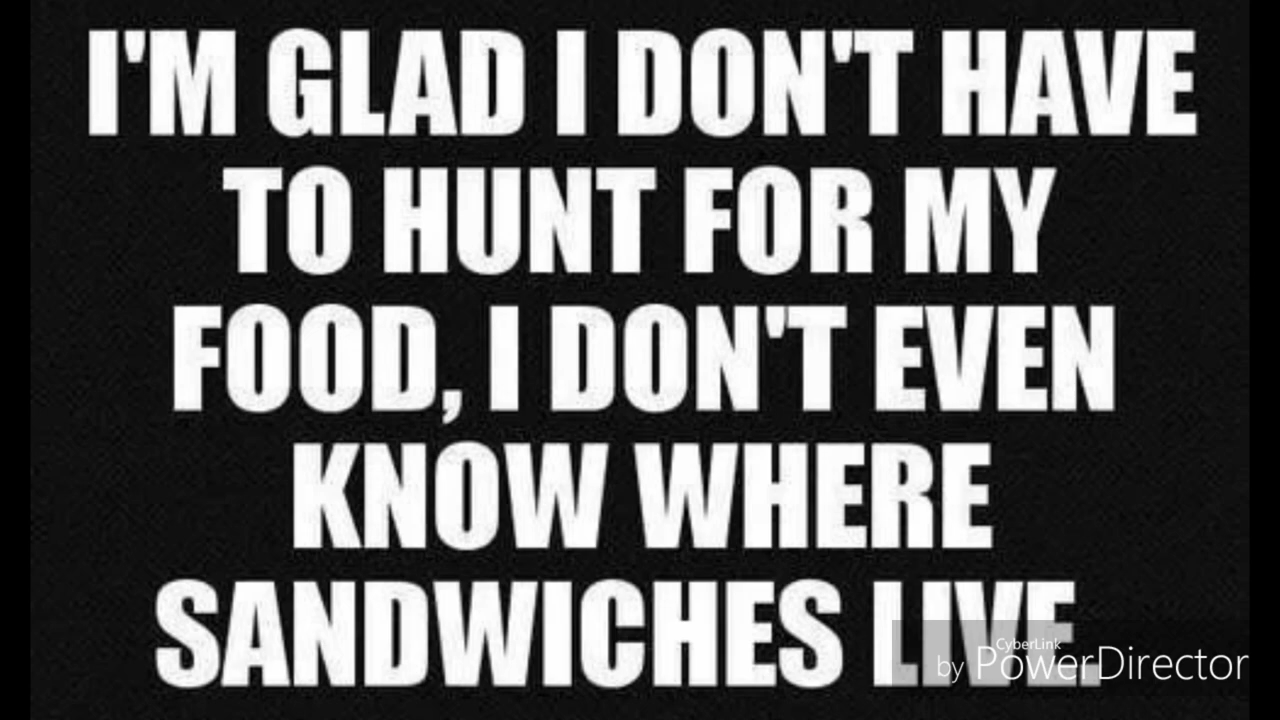 I'M GLAD I DON'T HAVE
TO HUNT FOR MY
FOOD, I DON'T EVEN
KNOW WHERE
SANDWICHES LIVE.
CyberLink
by PowerDirector